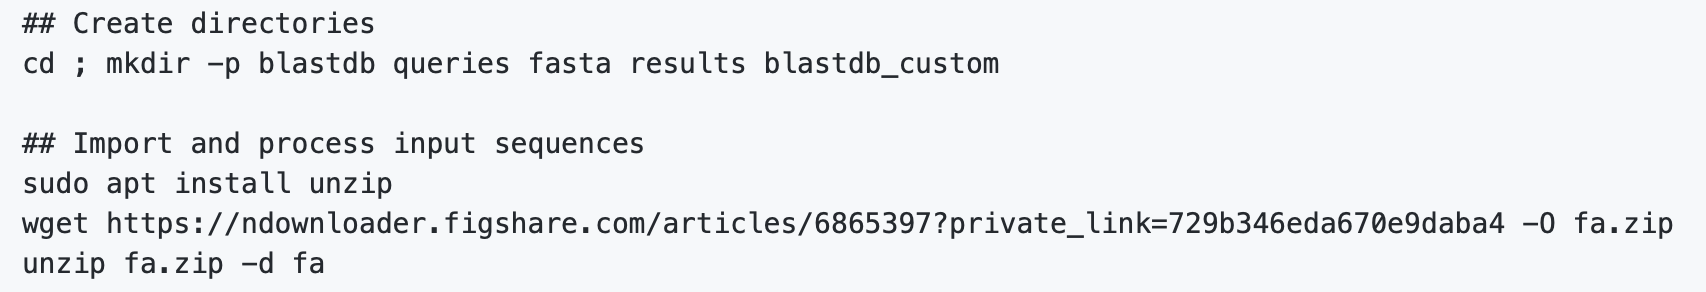 ## Create directories
cd ; mkdir -p blastdb queries fasta results blastdb_custom
## Import and process input sequences
sudo apt install unzip
wget https://ndownloader.figshare.com/articles/6865397?private_link=729b346eda670e9daba4 -O fa.zip
unzip fa.zip -d fa